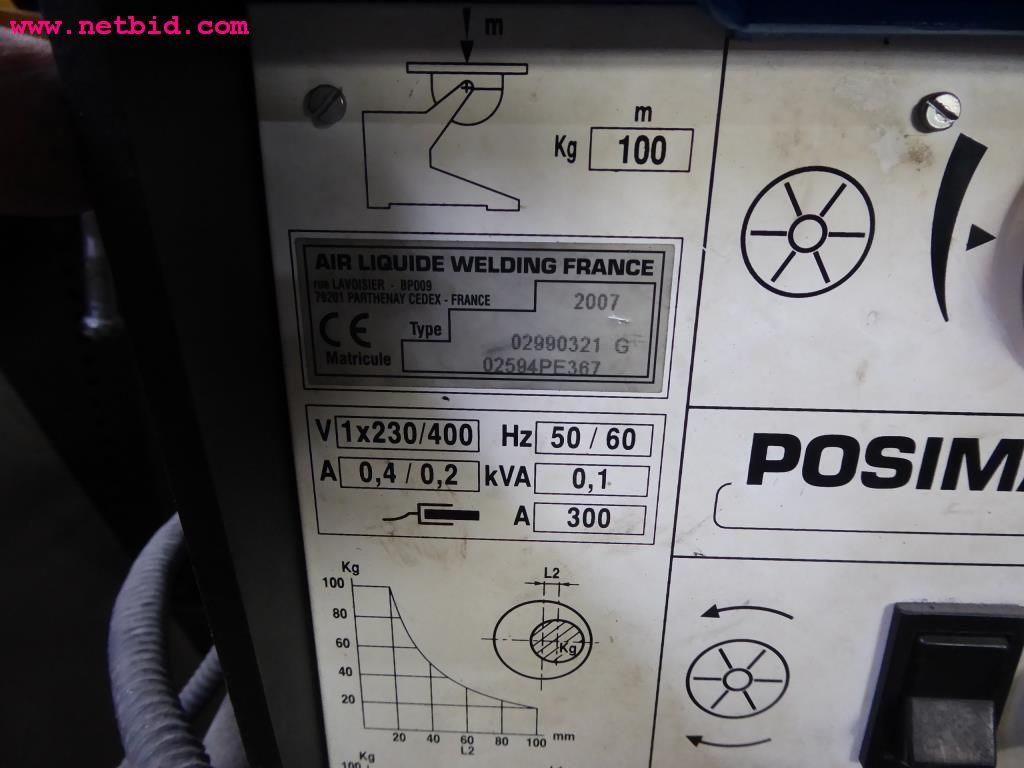 www.netbid.com
m
m
Kg 100
AIR LIQUIDE WELDING FRANCE
rue LAVOISIER - BP009
79201 PARTHENAY CEDEX - FRANCE
2007
CE
Type
02990321 G
Matricule
02594PE367
V 1x230/400 Hz 50 / 60
A 0,4 / 0,2 kVA 0,1
A 300
POSIMA
Kg
100
80
60
40
20
20 40 60 80 100 mm
L2
L2
Kg
Kg
100
L2